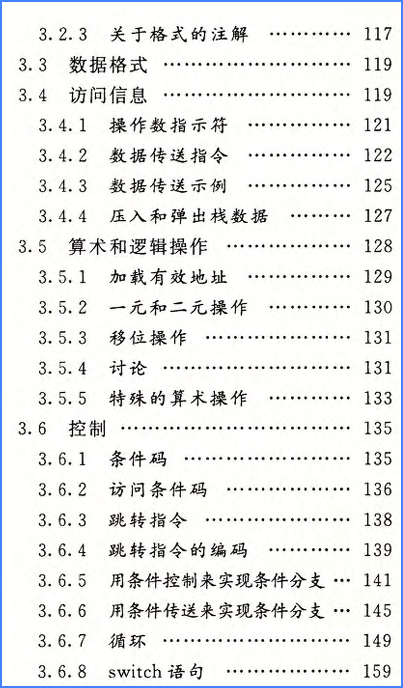 3.2.3 关于格式的注解 ………… 117
3.3 数据格式 ………………………… 119
3.4 访问信息 ………………………… 119
3.4.1 操作数指示符 …………… 121
3.4.2 数据传送指令 …………… 122
3.4.3 数据传送示例 …………… 125
3.4.4 压入和弹出栈数据 ……… 127
3.5 算术和逻辑操作 ……………… 128
3.5.1 加载有效地址 …………… 129
3.5.2 一元和二元操作 ………… 130
3.5.3 移位操作 ………………… 131
3.5.4 讨论 ……………………… 131
3.5.5 特殊的算术操作 ………… 133
3.6 控制 ……………………………… 135
3.6.1 条件码 …………………… 135
3.6.2 访问条件码 ……………… 136
3.6.3 跳转指令 ………………… 138
3.6.4 跳转指令的编码 ………… 139
3.6.5 用条件控制来实现条件分支 … 141
3.6.6 用条件传送来实现条件分支 … 145
3.6.7 循环 ……………………… 149
3.6.8 switch 语句 ……………… 159